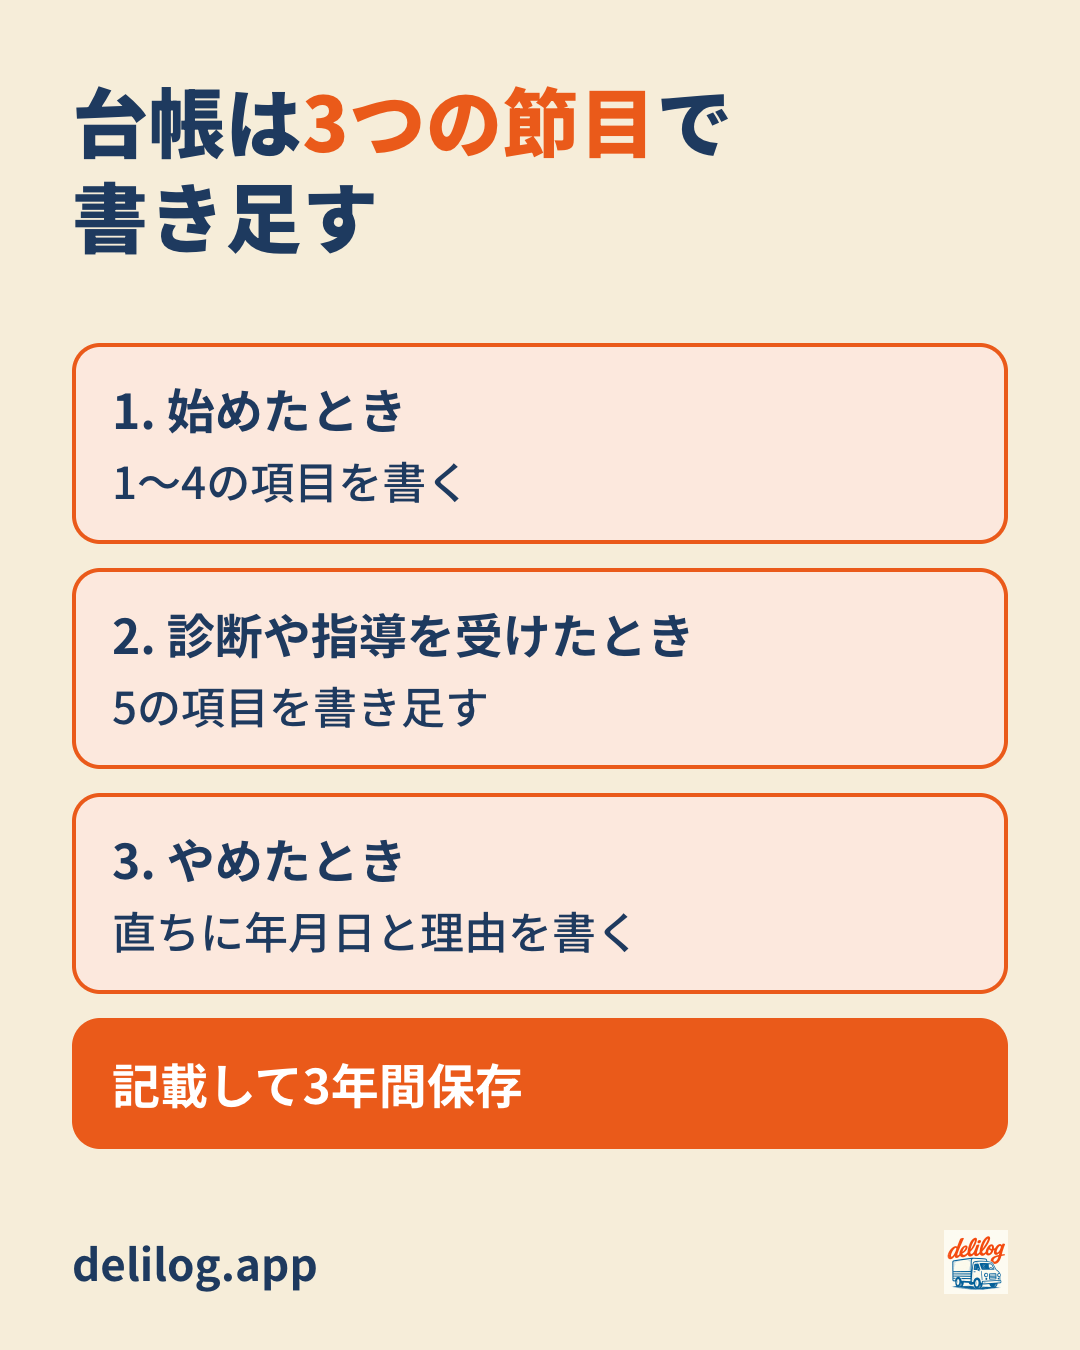 台帳は3つの節目で
書き足す
1. 始めたとき
1〜4の項目を書く
2. 診断や指導を受けたとき
5の項目を書き足す
3. やめたとき
直ちに年月日と理由を書く
記載して3年間保存
delilog.app
delilog